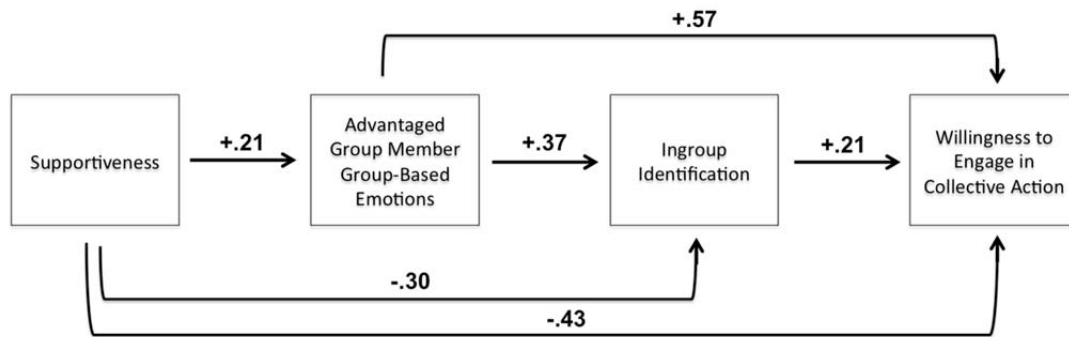 +.57
Supportiveness
+.21
Advantaged
Group Member
Group-Based
Emotions
+.37
Ingroup
Identification
+.21
Willingness to
Engage in
Collective Action
-.30
-.43